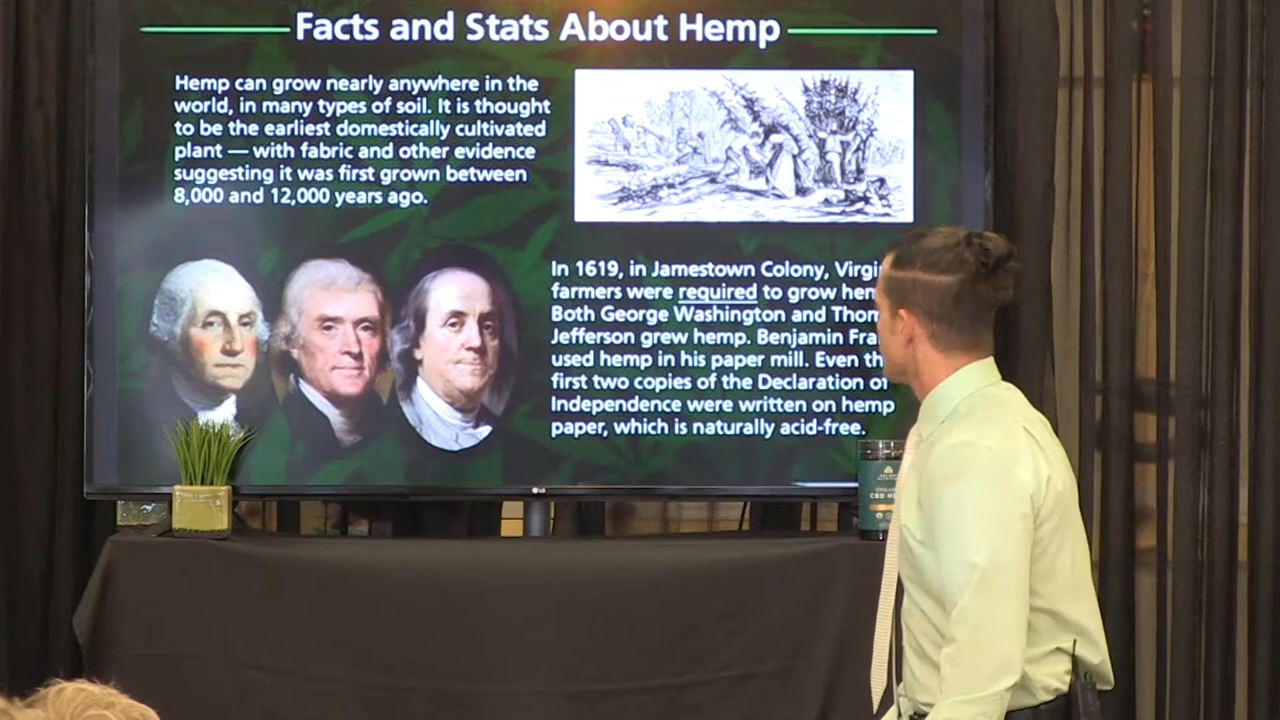 Facts and Stats About Hemp
Hemp can grow nearly anywhere in the
world, in many types of soil. It is thought
to be the earliest domestically cultivated
plant — with fabric and other evidence
suggesting it was first grown between
8,000 and 12,000 years ago.
In 1619, in Jamestown Colony,
farmers were required to grow
Both George Washington and
Jefferson grew hemp. Benjamin
used hemp in his paper mill. Even
first two copies of the Declaration of
Independence were written on hemp
paper, which is naturally acid-free.
LG
CBD